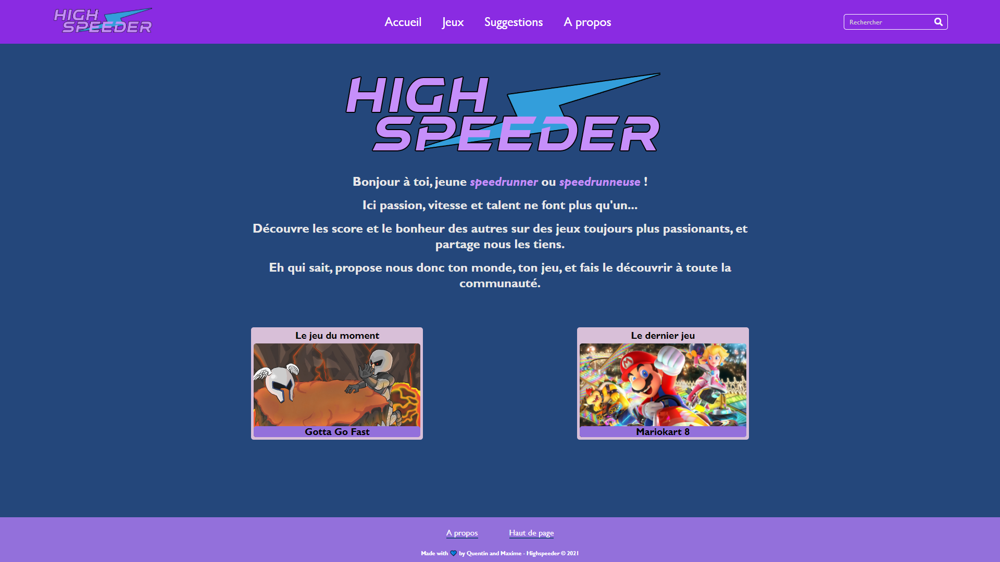 HIGH
SPEEDER
Accueil
Jeux
Suggestions
A propos
Rechercher
HIGH
SPEEDER
Bonjour à toi, jeune speedrunner ou speedrunneuse !
Ici passion, vitesse et talent ne font plus qu'un...
Découvre les score et le bonheur des autres sur des jeux toujours plus passionants, et
partage nous les tiens.
Eh qui sait, propose nous donc ton monde, ton jeu, et fais le découvrir à toute la
communauté.
Le jeu du moment
Gotta Go Fast
Le dernier jeu
M
Mariokart 8
A propos
Haut de page
Made with 💙 by Quentin and Maxime - Highspeeder © 2021